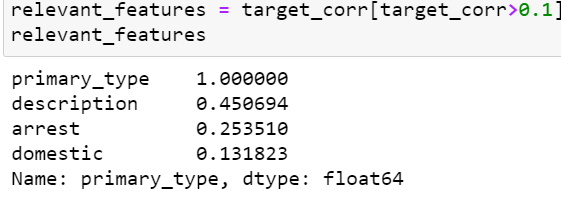 relevant_features = target_corr[target_corr>0.1]
relevant_features
primary_type    1.000000
description     0.450694
arrest          0.253510
domestic        0.131823
Name: primary_type, dtype: float64